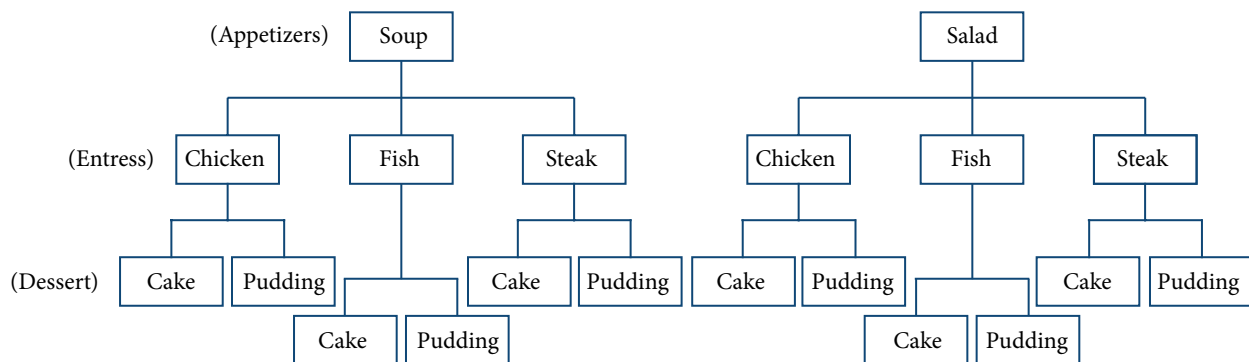 (Appetizers) Soup Salad
(Entress) Chicken Fish Steak Chicken Fish Steak
(Dessert) Cake Pudding Cake Pudding Cake Pudding Cake Pudding
Cake Pudding Cake Pudding